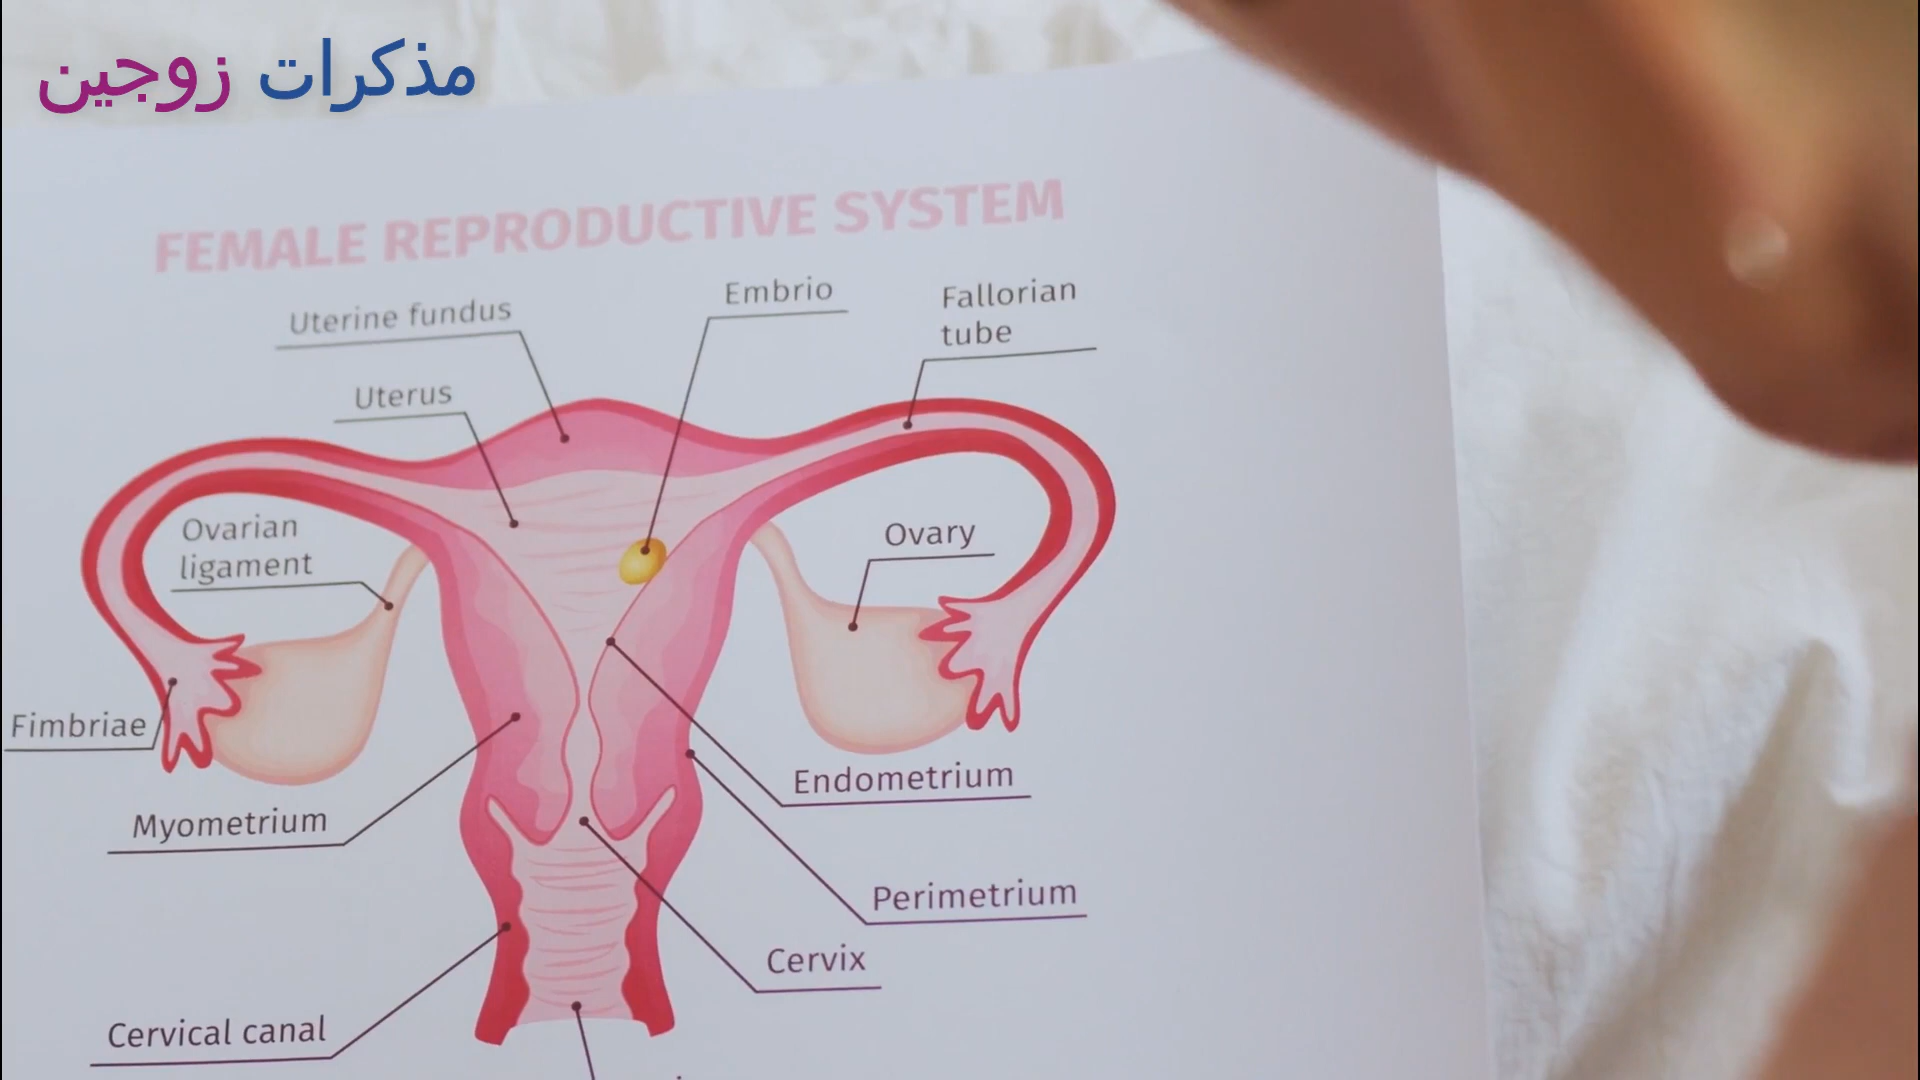 مذكرات زوجين
FEMALE REPRODUCTIVE SYSTEM
Embrio
Fallorian
tube
Uterine fundus
Uterus
Ovarian
ligament
Ovary
Fimbriae
Endometrium
Myometrium
Perimetrium
Cervix
Cervical canal